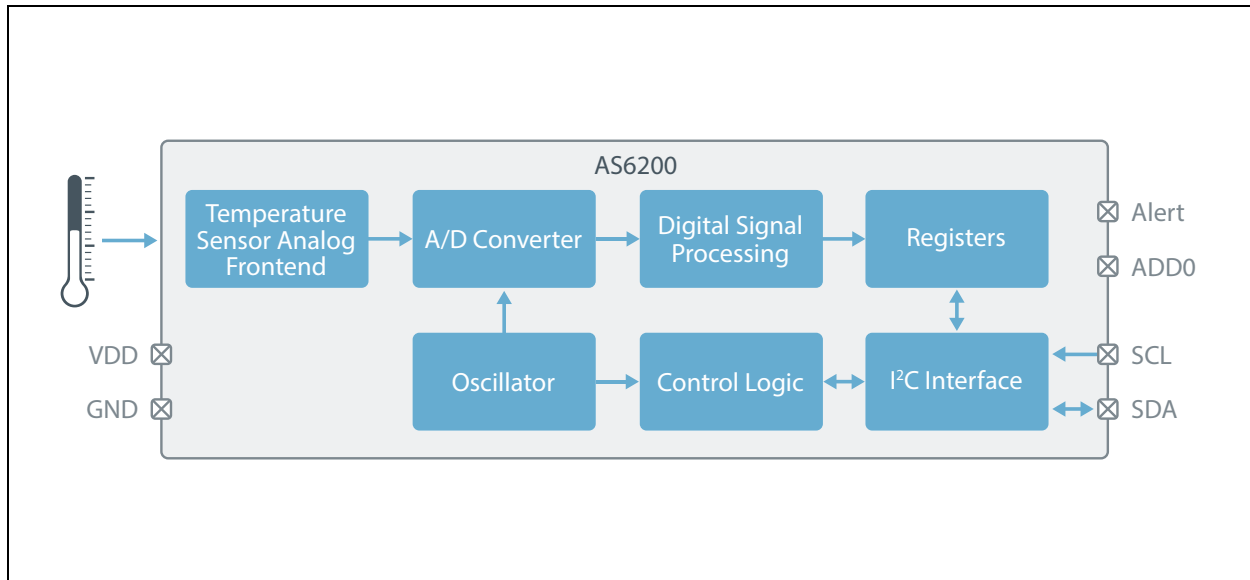 AS6200
Temperature
Sensor Analog
Frontend
A/D Converter
Digital Signal
Processing
Registers
Alert
ADD0
VDD
GND
Oscillator
Control Logic
I²C Interface
SCL
SDA